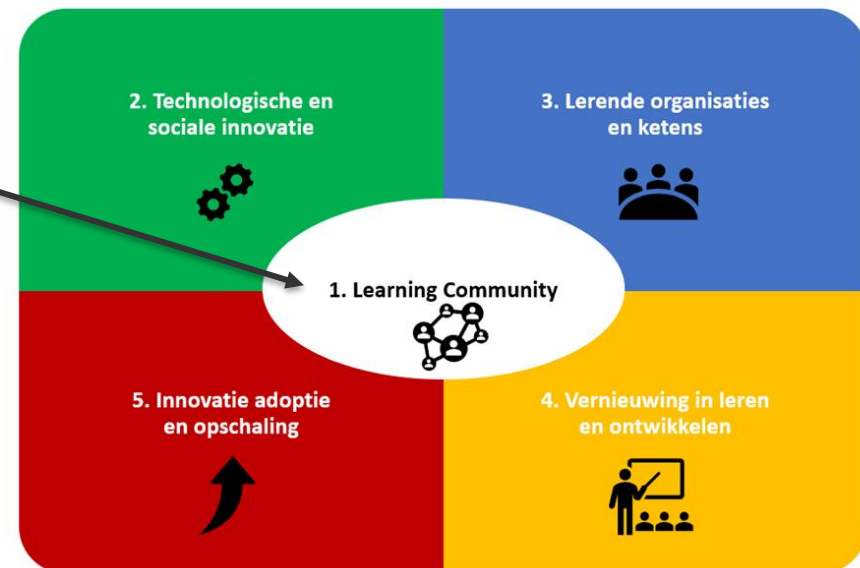 2. Technologische en
sociale innovatie
3. Lerende organisaties
en ketens
1. Learning Community
5. Innovatie adoptie
en opschaling
4. Vernieuwing in leren
en ontwikkelen